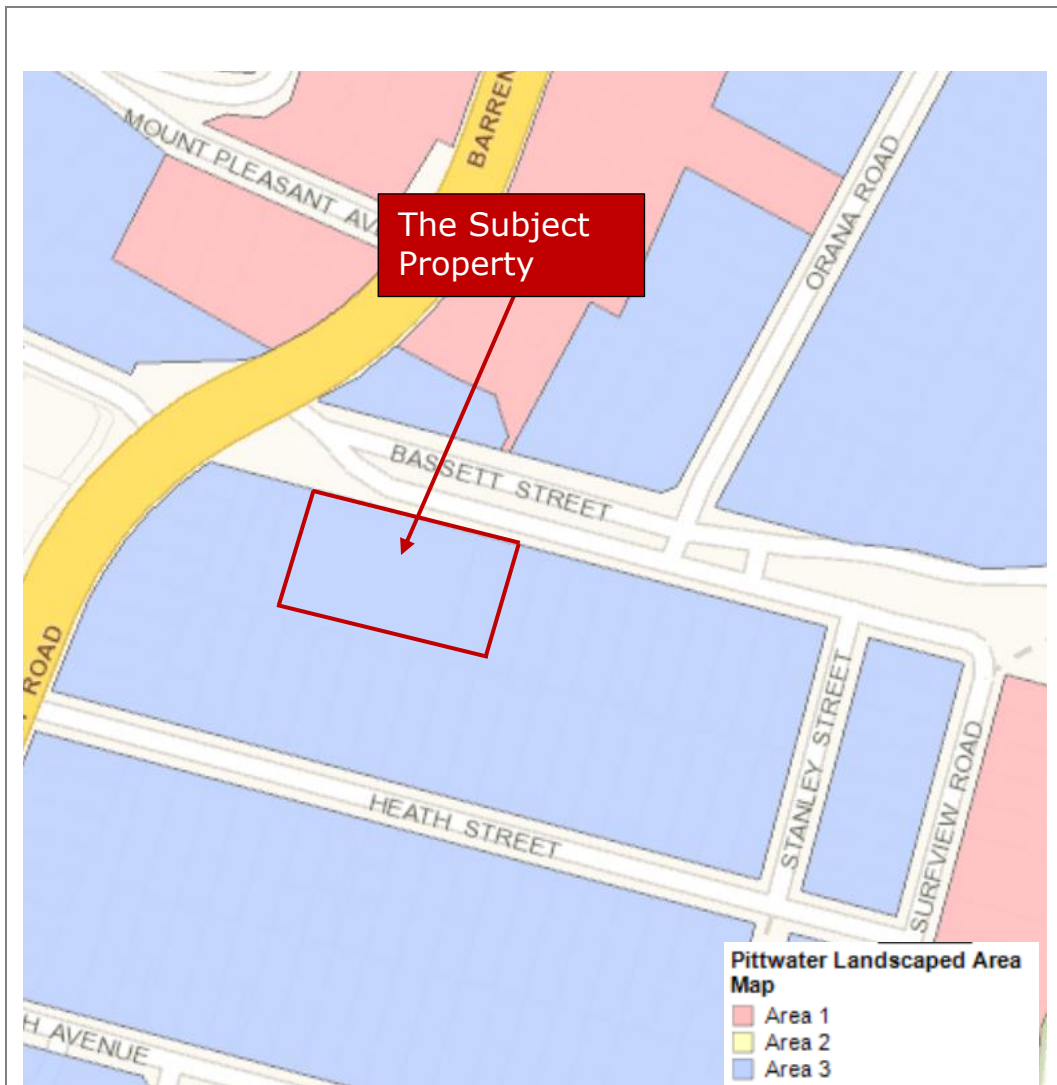 MOUNT PLEASANT AV
BARREN
The Subject
Property
ORANA ROAD
BASSETT STREET
ROAD
STANLEY STREET
HEATH STREET
SURFVIEW ROAD
H AVENUE
Pittwater Landscaped Area
Map
Area 1
Area 2
Area 3